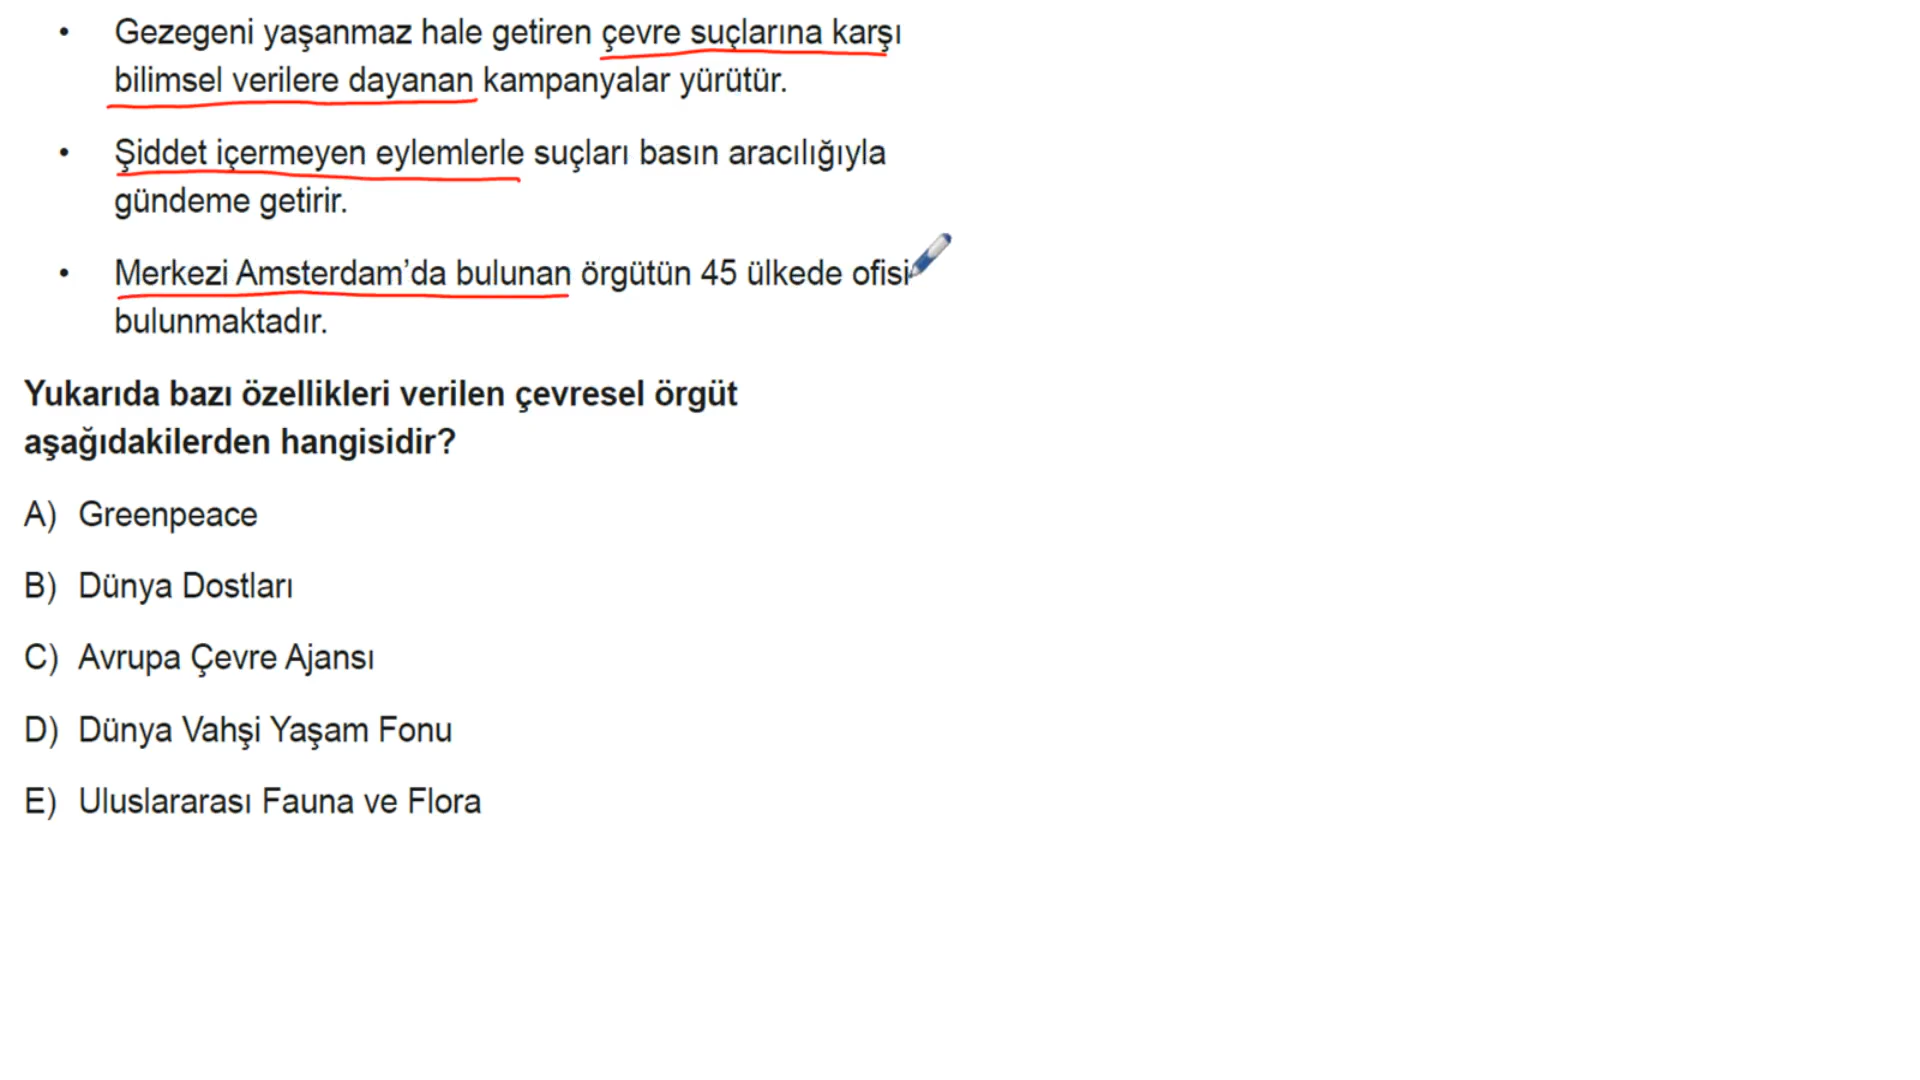 • Gezegeni yaşanmaz hale getiren çevre suçlarına karşı
bilimsel verilere dayanan kampanyalar yürütür.
• Şiddet içermeyen eylemlerle suçları basın aracılığıyla
gündeme getirir.
• Merkezi Amsterdam’da bulunan örgütün 45 ülkede ofisi
bulunmaktadır.
Yukarıda bazı özellikleri verilen çevresel örgüt
aşağıdakilerden hangisidir?
A) Greenpeace
B) Dünya Dostları
C) Avrupa Çevre Ajansı
D) Dünya Vahşi Yaşam Fonu
E) Uluslararası Fauna ve Flora